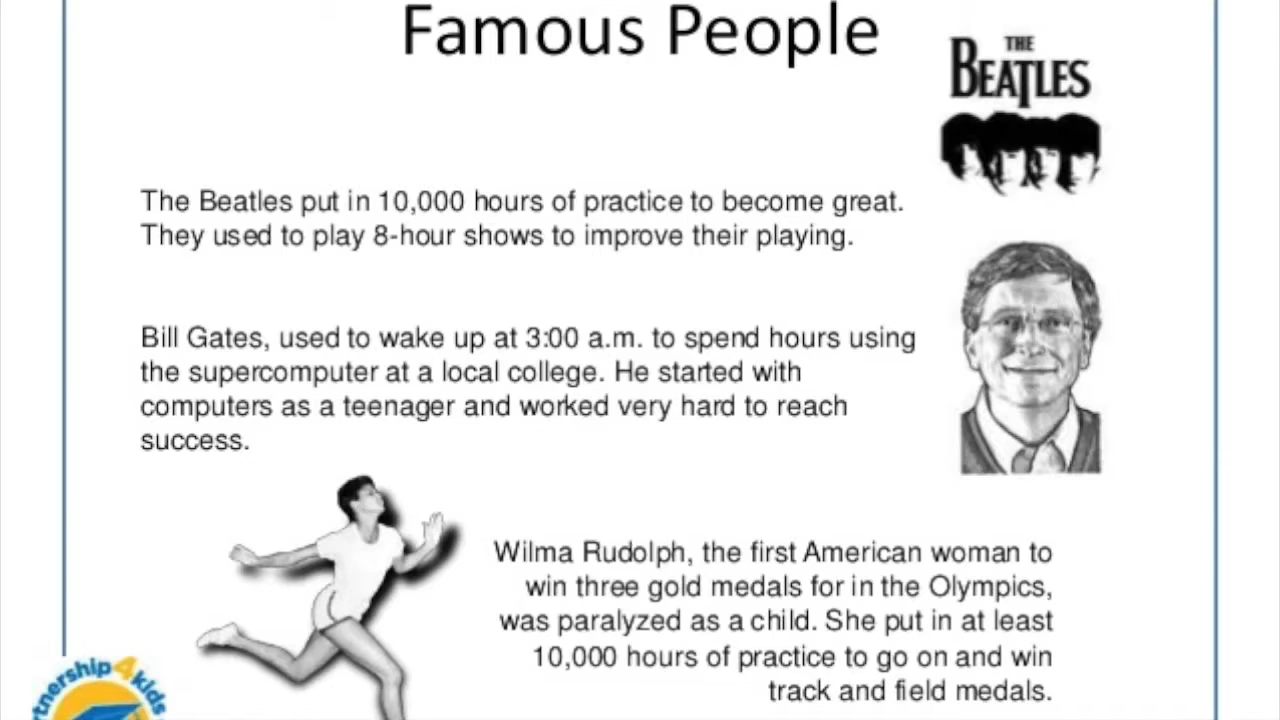 Famous People
THE
BEATLES
The Beatles put in 10,000 hours of practice to become great.
They used to play 8-hour shows to improve their playing.
Bill Gates, used to wake up at 3:00 a.m. to spend hours using
the supercomputer at a local college. He started with
computers as a teenager and worked very hard to reach
success.
Wilma Rudolph, the first American woman to
win three gold medals for in the Olympics,
was paralyzed as a child. She put in at least
10,000 hours of practice to go on and win
track and field medals.
rtnership4kids